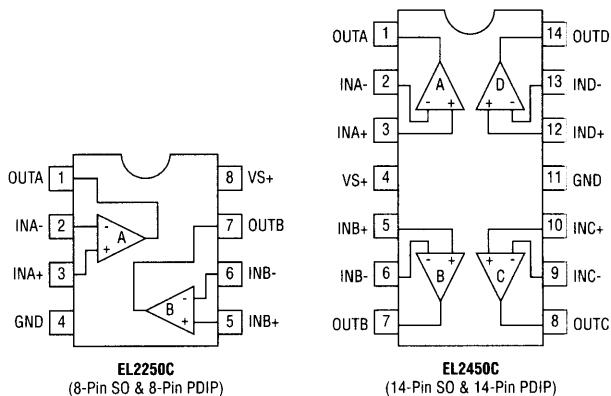 OUTA 1
INA- 2
INA+ 3
GND 4
8 VS+
7 OUTB
6 INB-
5 INB+
- + A
B - +
EL2250C
(8-Pin SO & 8-Pin PDIP)
OUTA 1
INA- 2
INA+ 3
VS+ 4
INB+ 5
INB- 6
OUTB 7
14 OUTD
13 IND-
12 IND+
11 GND
10 INC+
9 INC-
8 OUTC
A - +
D + -
- + B
+ - C
EL2450C
(14-Pin SO & 14-Pin PDIP)